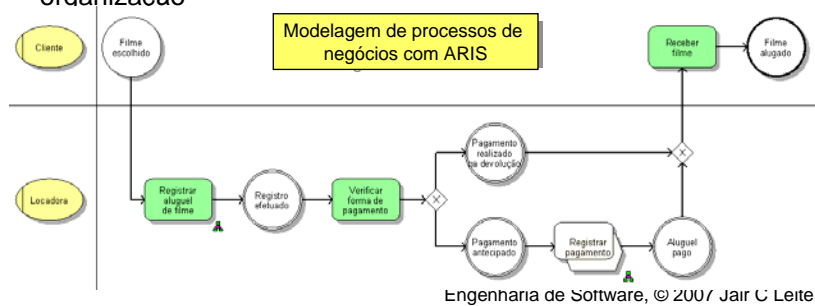 organização
Modelagem de processos de
negócios com ARIS
Cliente
Filme
escolhido
Receber
filme
Filme
alugado
Locadora
Registrar
aluguel
de filme
Registro
efetuado
Verificar
forma de
pagamento
X
Pagamento
realizado
na devolução
X
Pagamento
antecipado
Registrar
pagamento
Aluguel
pago
Engenharia de Software, © 2007 Jair C Leite